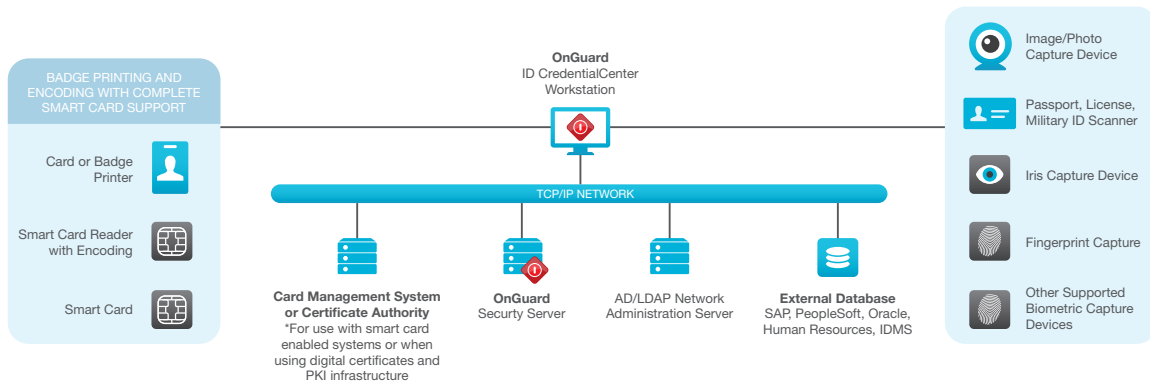 BADGE PRINTING AND
ENCODING WITH COMPLETE
SMART CARD SUPPORT
Card or Badge
Printer
Smart Card Reader
with Encoding
Smart Card
OnGuard
ID CredentialCenter
Workstation
TCP/IP NETWORK
Card Management System
or Certificate Authority
*For use with smart card
enabled systems or when
using digital certificates and
PKI infrastructure
OnGuard
Securty Server
AD/LDAP Network
Administration Server
External Database
SAP, PeopleSoft, Oracle,
Human Resources, IDMS
Image/Photo
Capture Device
Passport, License,
Military ID Scanner
Iris Capture Device
Fingerprint Capture
Other Supported
Biometric Capture
Devices